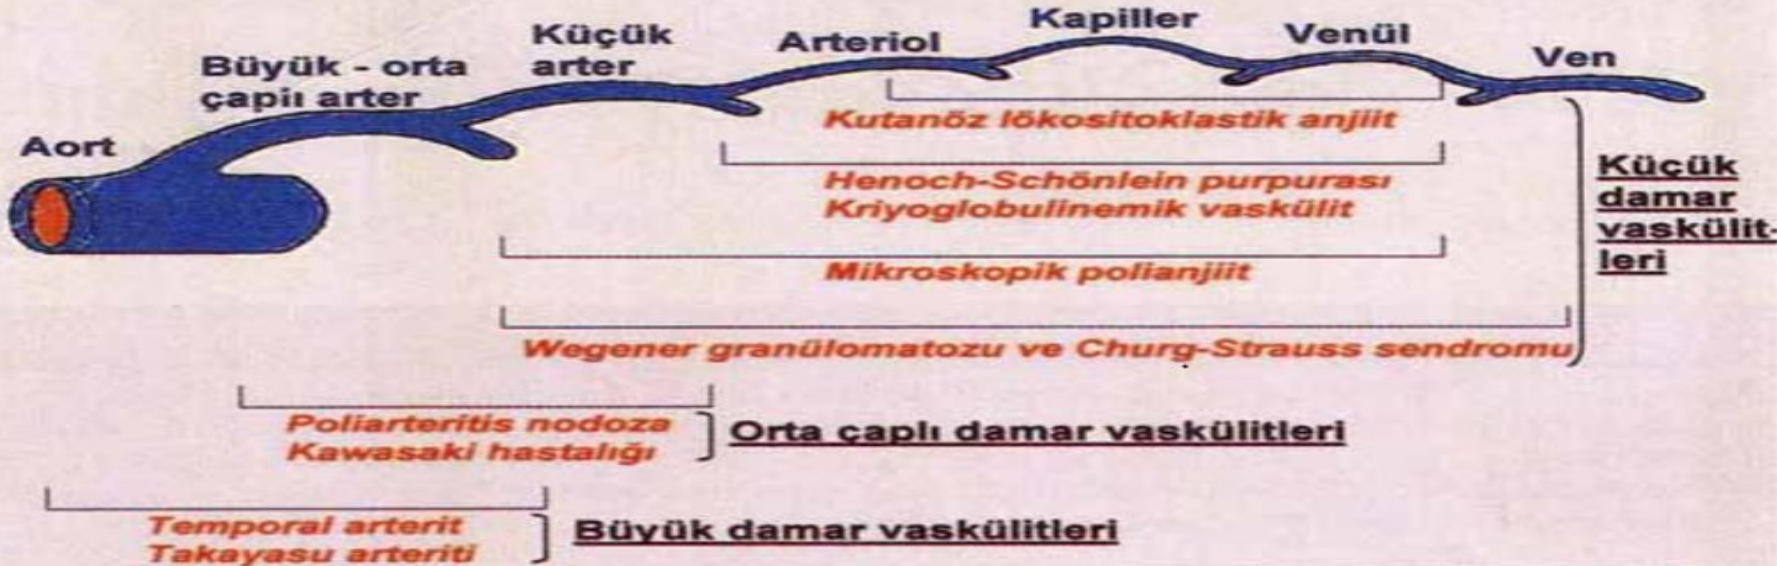 Kapiller
Küçük
arter
Arteriol
Venül
Ven
Büyük - orta
çaplı arter
Aort
Kutanöz lökositoklastik anjiit
Henoch-Schönlein purpurası
Kriyoglobulinemik vaskülit
Küçük
damar
vaskülit-
leri
Mikroskopik polianjiit
Wegener granülomatozu ve Churg-Strauss sendromu
Poliarteritis nodoza
Kawasaki hastalığı
Orta çaplı damar vaskülitleri
Temporal arterit
Takayasu arteriti
Büyük damar vaskülitleri